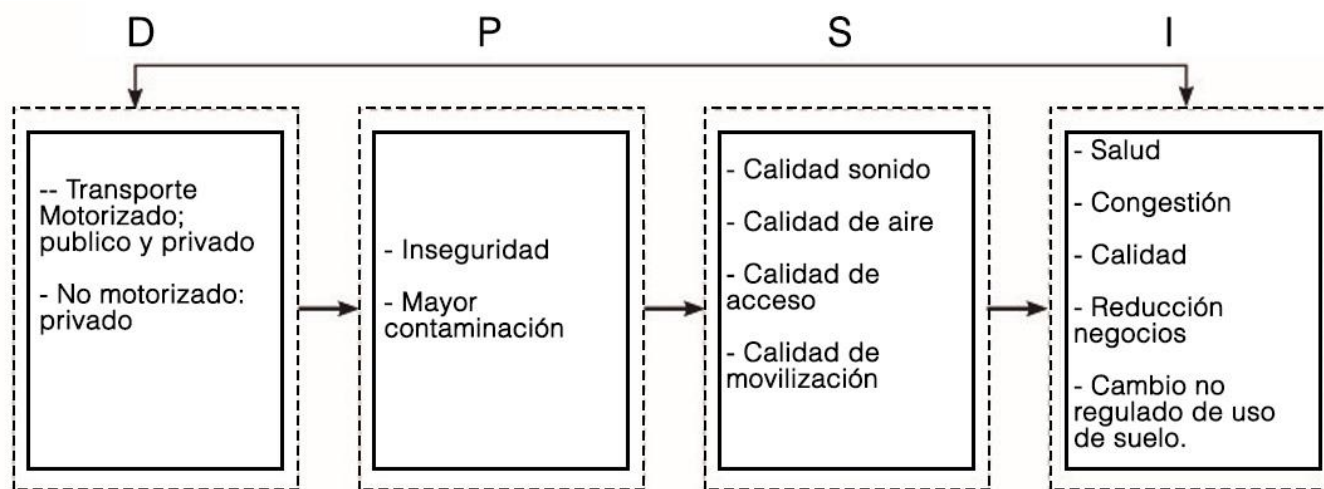 D
P
S
I
-- Transporte
Motorizado;
publico y privado
- No motorizado:
privado
- Inseguridad
- Mayor
contaminación
- Calidad sonido
- Calidad de aire
- Calidad de
acceso
- Calidad de
movilización
- Salud
- Congestión
- Calidad
- Reducción
negocios
- Cambio no
regulado de uso
de suelo.